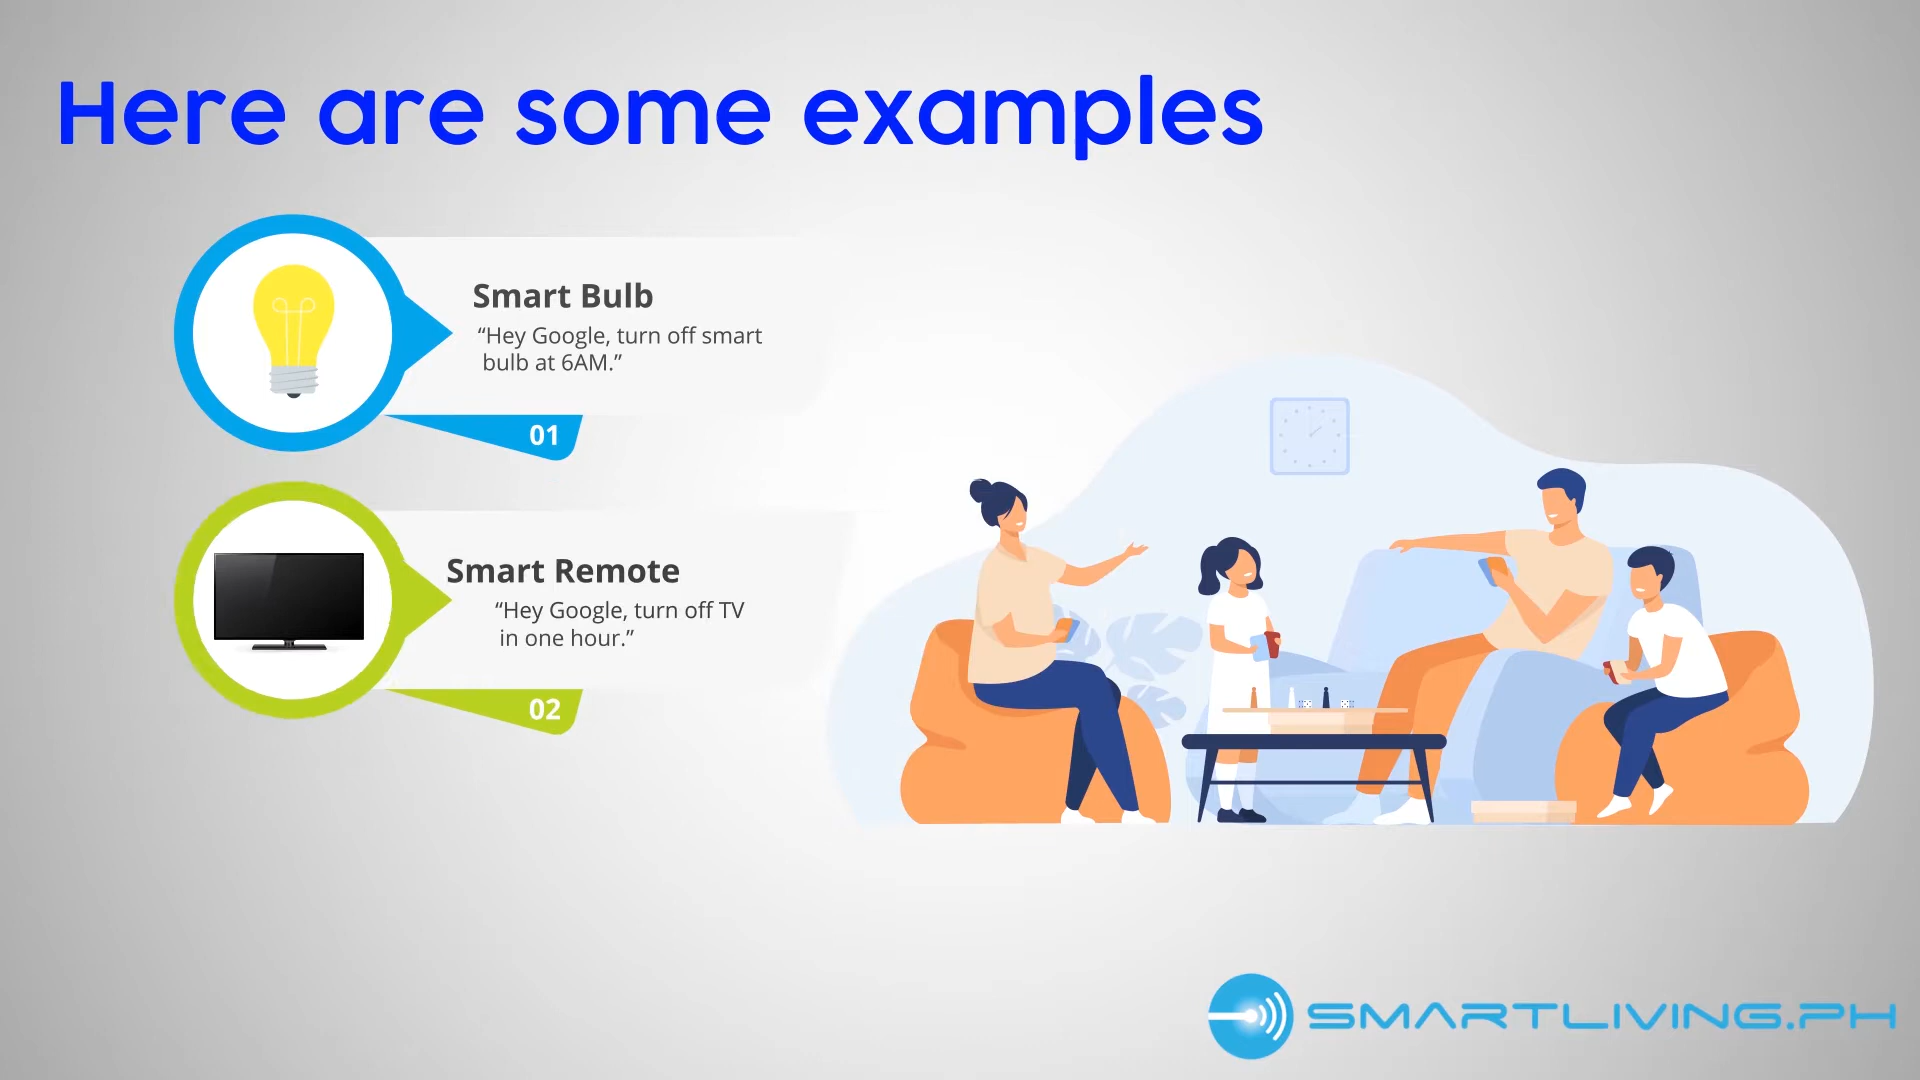 Here are some examples
Smart Bulb
“Hey Google, turn off smart
bulb at 6AM.”
01
Smart Remote
“Hey Google, turn off TV
in one hour.”
02
SMARTLIVING.PH